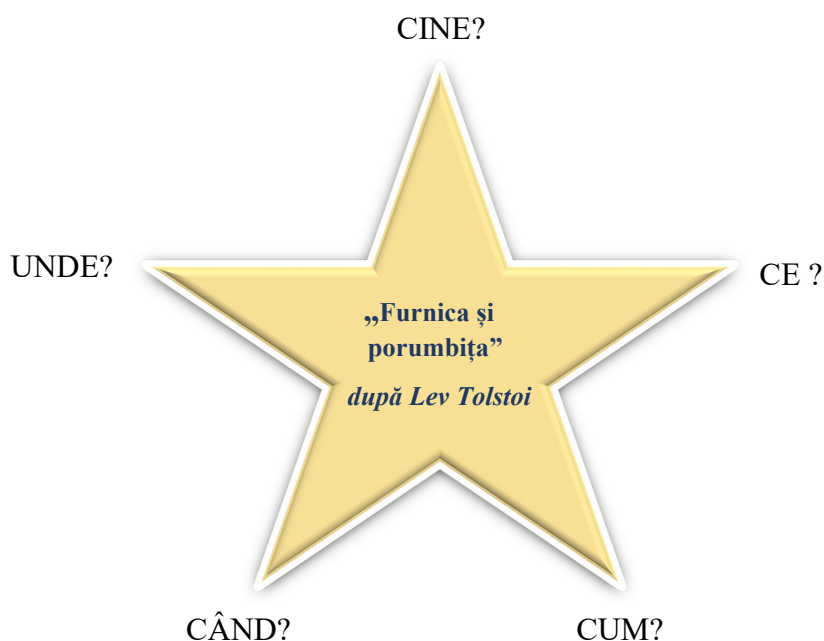 CINE?
UNDE?
CE ?
„Furnica și
porumbița”
după Lev Tolstoi
CÂND?
CUM?